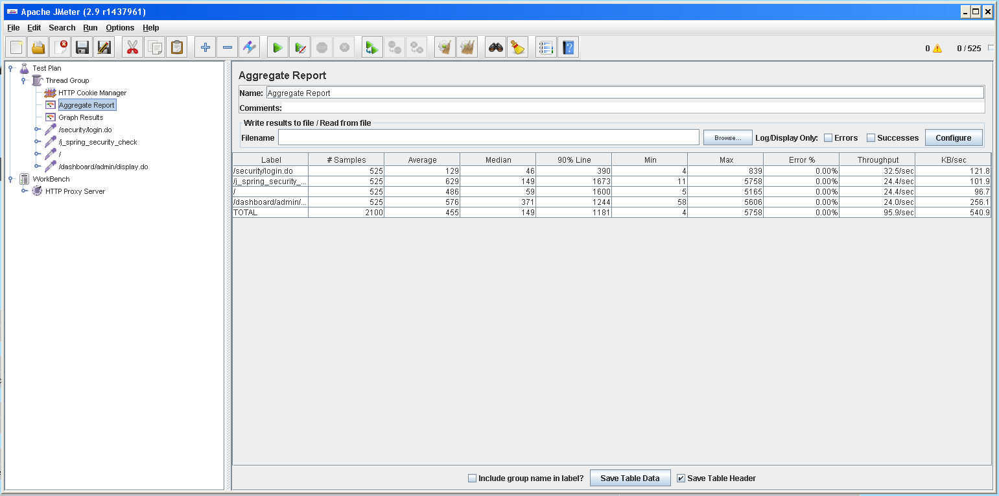 Apache JMeter (2.9 r1437961)
File Edit Search Run Options Help
0 0 / 525
Test Plan
Thread Group
HTTP Cookie Manager
Aggregate Report
Graph Results
/security/login.do
/j_spring_security_check
/
/dashboard/admin/display.do
WorkBench
HTTP Proxy Server
Aggregate Report
Name: Aggregate Report
Comments:
Write results to file / Read from file
Filename Browse... Log/Display Only: Errors Successes Configure
Label # Samples Average Median 90% Line Min Max Error % Throughput KB/sec
/security/login.do 525 129 46 390 4 839 0.00% 32.5/sec 121.8
/j_spring_security_... 525 629 149 1673 11 5758 0.00% 24.4/sec 101.9
/ 525 486 59 1600 5 5165 0.00% 24.4/sec 96.7
/dashboard/admin/... 525 576 371 1244 58 5606 0.00% 24.0/sec 256.1
TOTAL 2100 455 149 1181 4 5758 0.00% 95.9/sec 540.9
Include group name in label? Save Table Data Save Table Header